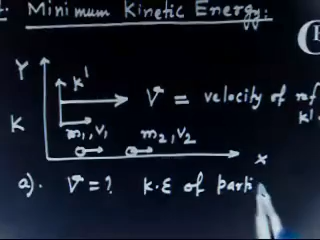 : Minimum Kinetic Energy:
Y
K'
V = velocity of ref
K'
K
m₁,v₁ m₂,v₂
x
a). V = ? K.E of parti